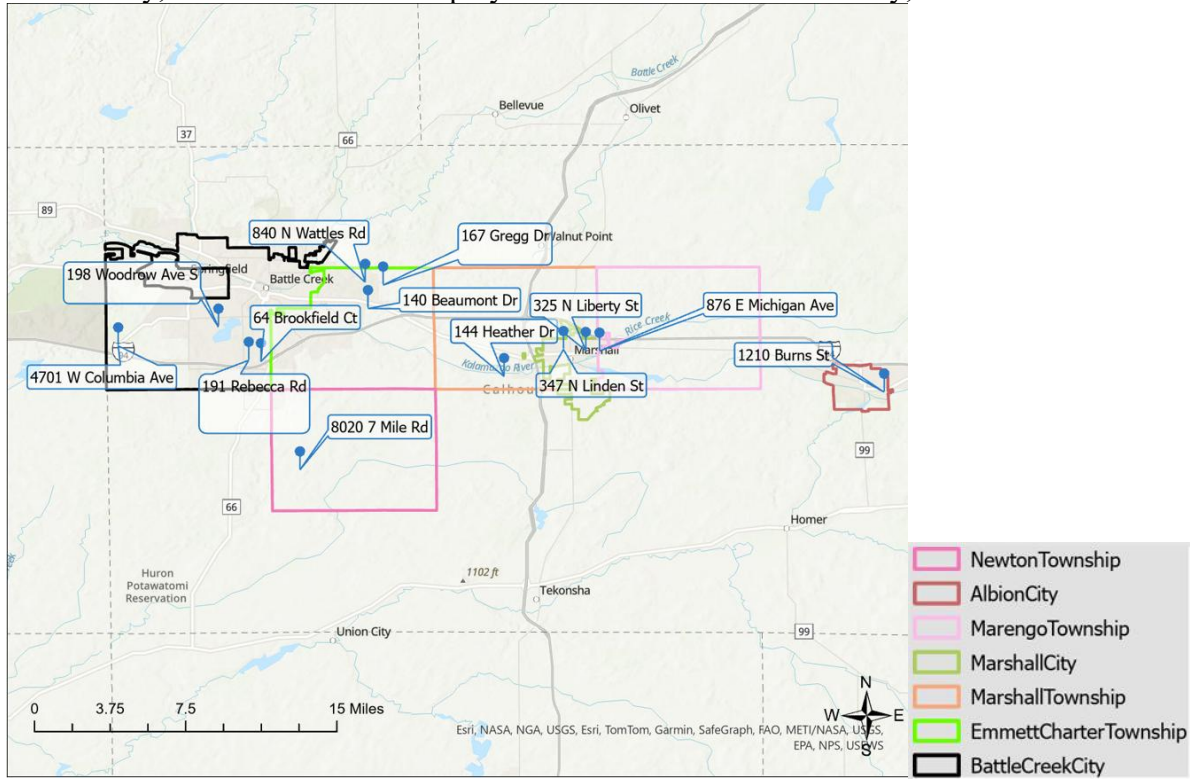 Battle Creek
Bellevue
Olivet
37
66
89
840 N Wattles Rd
167 Gregg Dr
Walnut Point
198 Woodrow Ave S
Springfield
Battle Creek
140 Beaumont Dr
325 N Liberty St
876 E Michigan Ave
64 Brookfield Ct
144 Heather Dr
Rice Creek
Marshall
1210 Burns St
94
Kalamazoo River
4701 W Columbia Ave
191 Rebecca Rd
Calhou
347 N Linden St
8020 7 Mile Rd
99
66
Homer
Huron
Potawatomi
Reservation
1102 ft
Tekonsha
Union City
99
0 3.75 7.5 15 Miles
N
W E
S
Esri, NASA, NGA, USGS, Esri, TomTom, Garmin, SafeGraph, FAO, METI/NASA, USGS,
EPA, NPS, USFWS
NewtonTownship
AlbionCity
MarengoTownship
MarshallCity
MarshallTownship
EmmettCharterTownship
BattleCreekCity